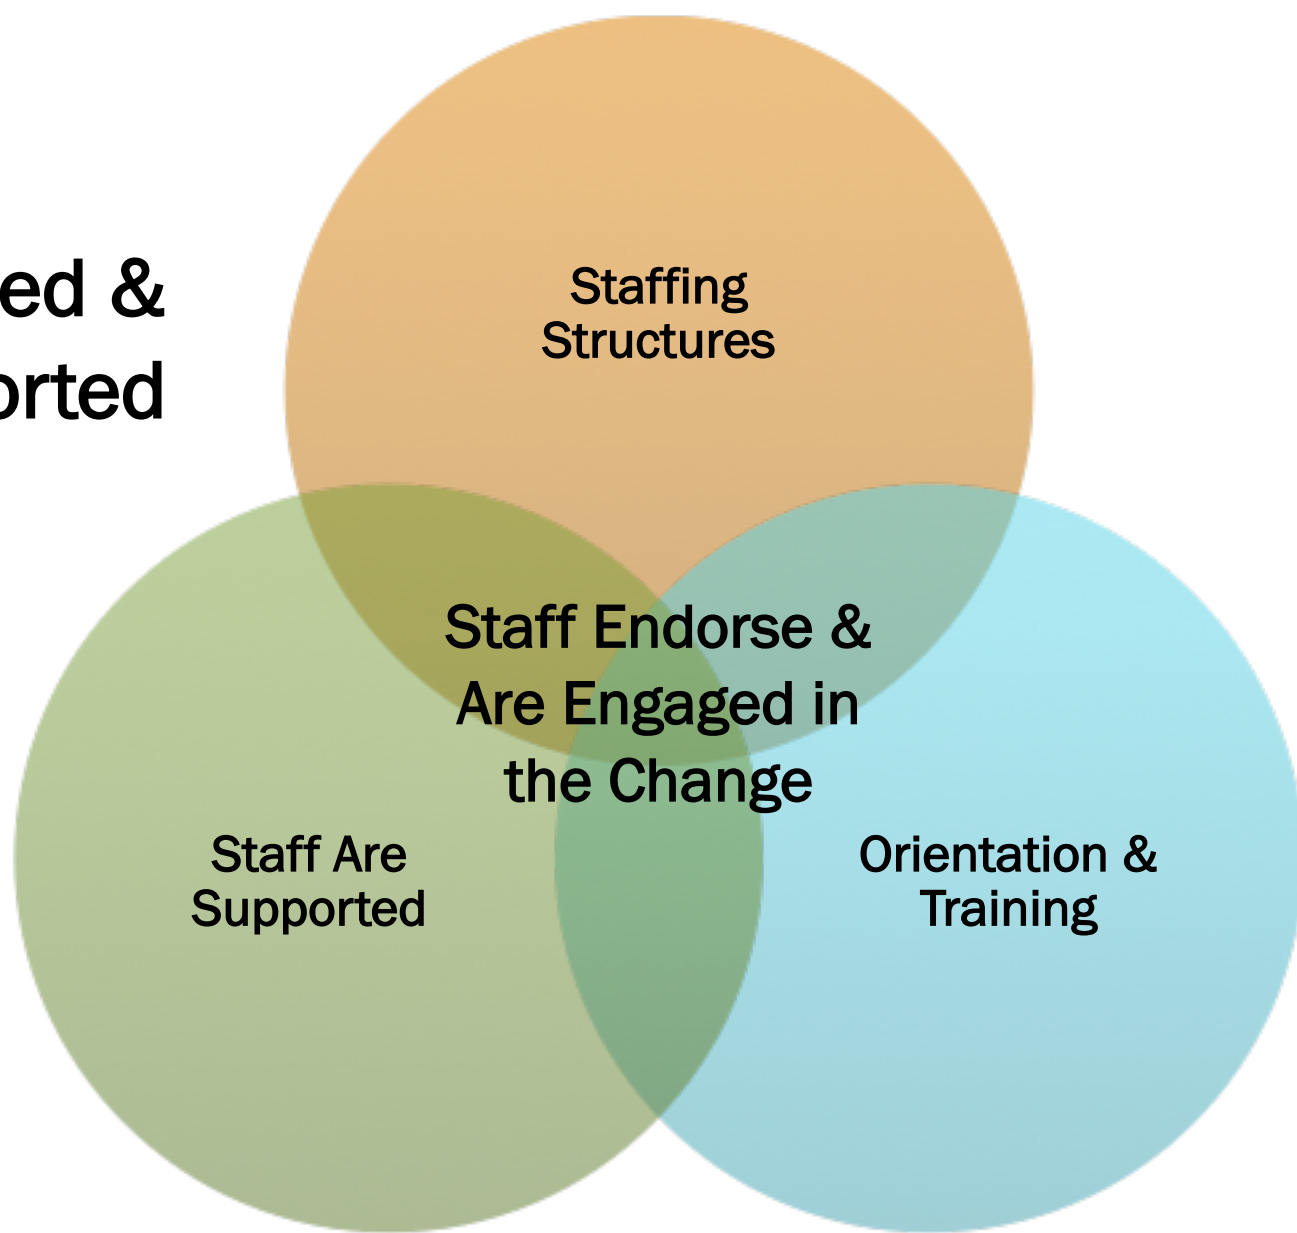 ed &
orted
Staffing
Structures
Staff Endorse &
Are Engaged in
the Change
Staff Are
Supported
Orientation &
Training